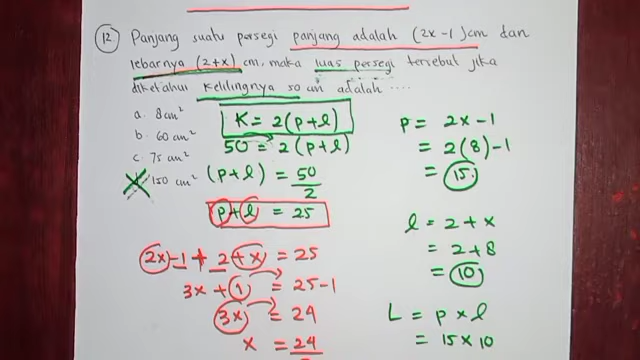 12 Panjang suatu persegi panjang adalah (2x - 1) cm dan
lebarnya (2+x) cm, maka luas persegi tersebut jika
diketahui kelilingnya 50 cm adalah ....
a. 8 cm²
b. 60 cm²
c. 75 cm²
150 cm²
K = 2(p+l)
50 = 2(p+l)
(p+l) = 50
2
p+l = 25
2x-1 + 2+x = 25
3x + 1 = 25-1
3x = 24
x = 24
p = 2x-1
= 2(8)-1
= 15
l = 2+x
= 2+8
= 10
L = p x l
= 15 x 10